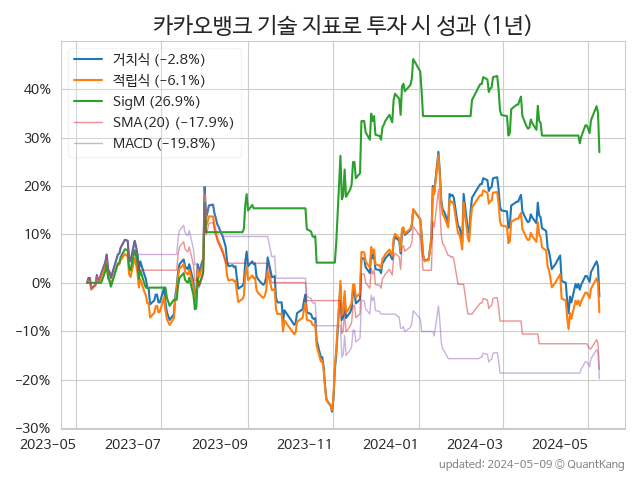 카카오뱅크 기술 지표로 투자 시 성과 (1년)
거치식 (−2.8%)
적립식 (−6.1%)
SigM (26.9%)
SMA(20) (−17.9%)
MACD (−19.8%)
40%
30%
20%
10%
0%
−10%
−20%
−30%
2023-05
2023-07
2023-09
2023-11
2024-01
2024-03
2024-05
updated: 2024-05-09 © QuantKang